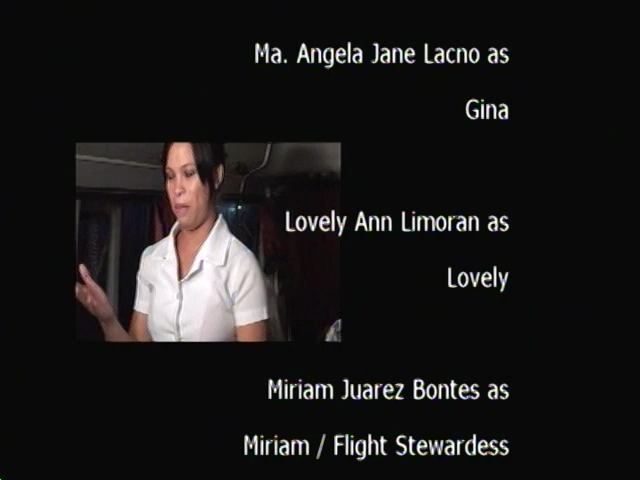 Ma. Angela Jane Lacno as
Gina
Lovely Ann Limoran as
Lovely
Miriam Juarez Bontes as
Miriam / Flight Stewardess